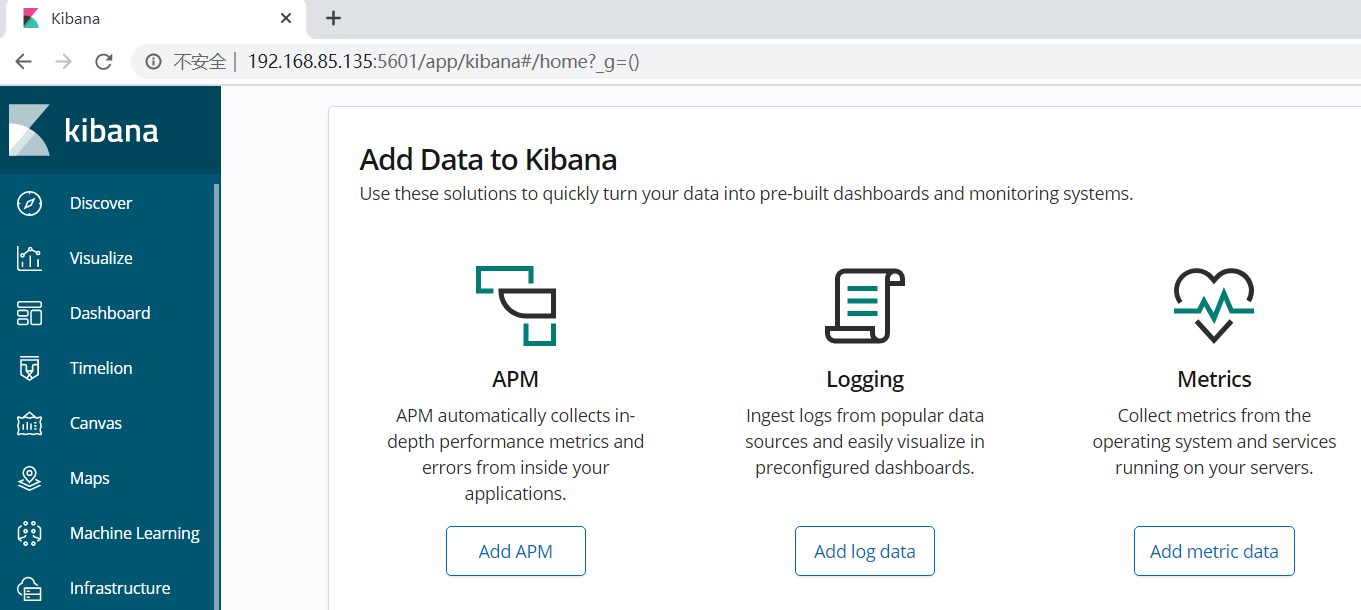 Kibana
不安全 | 192.168.85.135:5601/app/kibana#/home?_g=()
kibana
Discover
Visualize
Dashboard
Timelion
Canvas
Maps
Machine Learning
Infrastructure
Add Data to Kibana
Use these solutions to quickly turn your data into pre-built dashboards and monitoring systems.
APM
APM automatically collects in-
depth performance metrics and
errors from inside your
applications.
Add APM
Logging
Ingest logs from popular data
sources and easily visualize in
preconfigured dashboards.
Add log data
Metrics
Collect metrics from the
operating system and services
running on your servers.
Add metric data